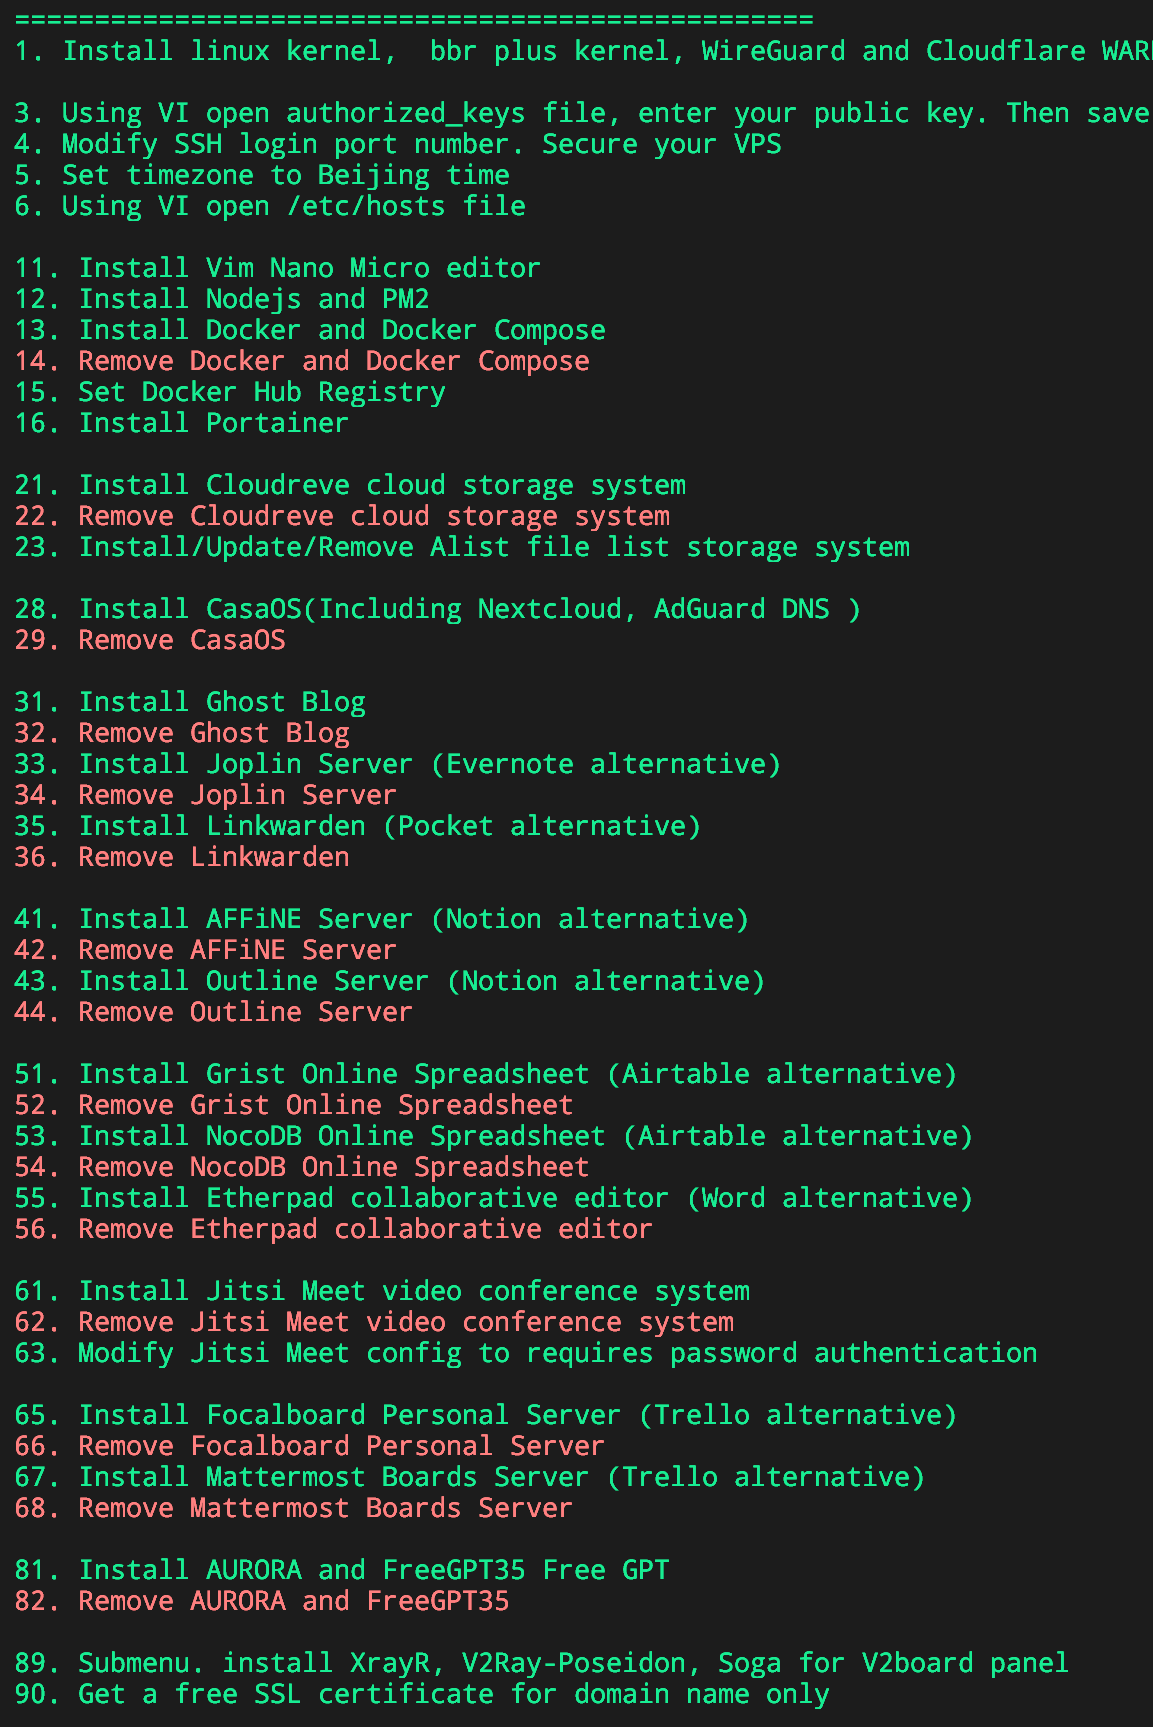 ==================================================
1. Install linux kernel,  bbr plus kernel, WireGuard and Cloudflare WAR

3. Using VI open authorized_keys file, enter your public key. Then save
4. Modify SSH login port number. Secure your VPS
5. Set timezone to Beijing time
6. Using VI open /etc/hosts file

11. Install Vim Nano Micro editor
12. Install Nodejs and PM2
13. Install Docker and Docker Compose
14. Remove Docker and Docker Compose
15. Set Docker Hub Registry
16. Install Portainer

21. Install Cloudreve cloud storage system
22. Remove Cloudreve cloud storage system
23. Install/Update/Remove Alist file list storage system

28. Install CasaOS(Including Nextcloud, AdGuard DNS )
29. Remove CasaOS

31. Install Ghost Blog
32. Remove Ghost Blog
33. Install Joplin Server (Evernote alternative)
34. Remove Joplin Server
35. Install Linkwarden (Pocket alternative)
36. Remove Linkwarden

41. Install AFFiNE Server (Notion alternative)
42. Remove AFFiNE Server
43. Install Outline Server (Notion alternative)
44. Remove Outline Server

51. Install Grist Online Spreadsheet (Airtable alternative)
52. Remove Grist Online Spreadsheet
53. Install NocoDB Online Spreadsheet (Airtable alternative)
54. Remove NocoDB Online Spreadsheet
55. Install Etherpad collaborative editor (Word alternative)
56. Remove Etherpad collaborative editor

61. Install Jitsi Meet video conference system
62. Remove Jitsi Meet video conference system
63. Modify Jitsi Meet config to requires password authentication

65. Install Focalboard Personal Server (Trello alternative)
66. Remove Focalboard Personal Server
67. Install Mattermost Boards Server (Trello alternative)
68. Remove Mattermost Boards Server

81. Install AURORA and FreeGPT35 Free GPT
82. Remove AURORA and FreeGPT35

89. Submenu. install XrayR, V2Ray-Poseidon, Soga for V2board panel
90. Get a free SSL certificate for domain name only